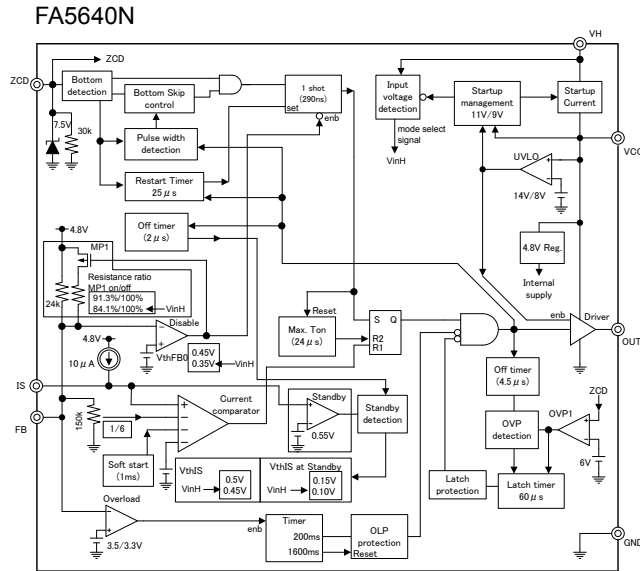 FA5640N
VH
ZCD
ZCD
Bottom
detection
Bottom Skip
control
1 shot
(290ns)
set
enb
Input
voltage
detection
Startup
management
11V/9V
Startup
Current
mode select
signal
VinH
VCC
7.5V
30k
Pulse width
detection
UVLO
14V/8V
Restart Timer
25μs
Off timer
(2μs)
4.8V Reg.
Internal
supply
4.8V
MP1
Resistance ratio
MP1 on/off
91.3%/100%
84.1%/100%
VinH
24k
Disable
VthFB0
0.45V
0.35V
VinH
Reset
Max. Ton
(24μs)
S Q
R2
R1
enb
Driver
OUT
4.8V
10μA
IS
FB
150k
1/6
Current
comparator
Standby
0.55V
Standby
detection
Off timer
(4.5μs)
ZCD
OVP
detection
OVP1
6V
Soft start
(1ms)
VthIS
0.5V
0.45V
VinH
VthIS at Standby
0.15V
0.10V
VinH
Latch
protection
Latch timer
60μs
Overload
3.5/3.3V
enb
Timer
200ms
1600ms
OLP
protection
Reset
GND